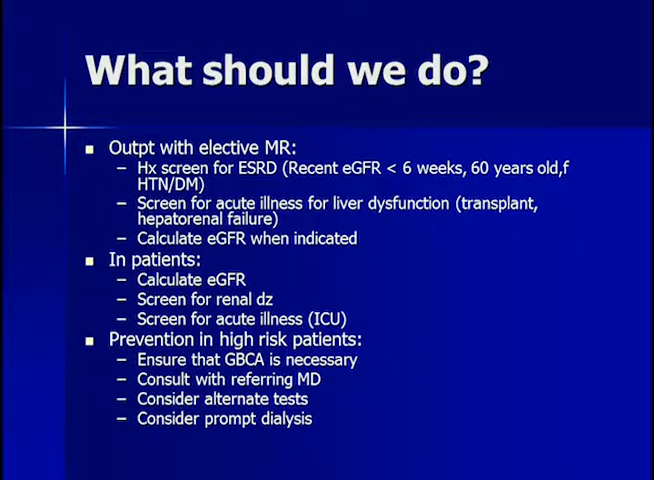 What should we do?
Outpt with elective MR:
– Hx screen for ESRD (Recent eGFR < 6 weeks, 60 years old,f
HTN/DM)
– Screen for acute illness for liver dysfunction (transplant,
hepatorenal failure)
– Calculate eGFR when indicated
In patients:
– Calculate eGFR
– Screen for renal dz
– Screen for acute illness (ICU)
Prevention in high risk patients:
– Ensure that GBCA is necessary
– Consult with referring MD
– Consider alternate tests
– Consider prompt dialysis